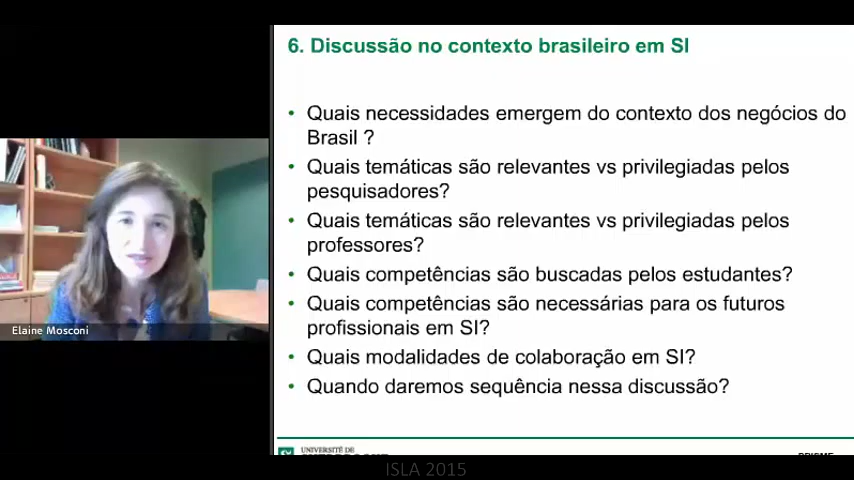 6. Discussão no contexto brasileiro em SI
• Quais necessidades emergem do contexto dos negócios do
Brasil ?
• Quais temáticas são relevantes vs privilegiadas pelos
pesquisadores?
• Quais temáticas são relevantes vs privilegiadas pelos
professores?
• Quais competências são buscadas pelos estudantes?
• Quais competências são necessárias para os futuros
profissionais em SI?
• Quais modalidades de colaboração em SI?
• Quando daremos sequência nessa discussão?
Elaine Mosconi
UNIVERSITÉ DE
ISLA 2015